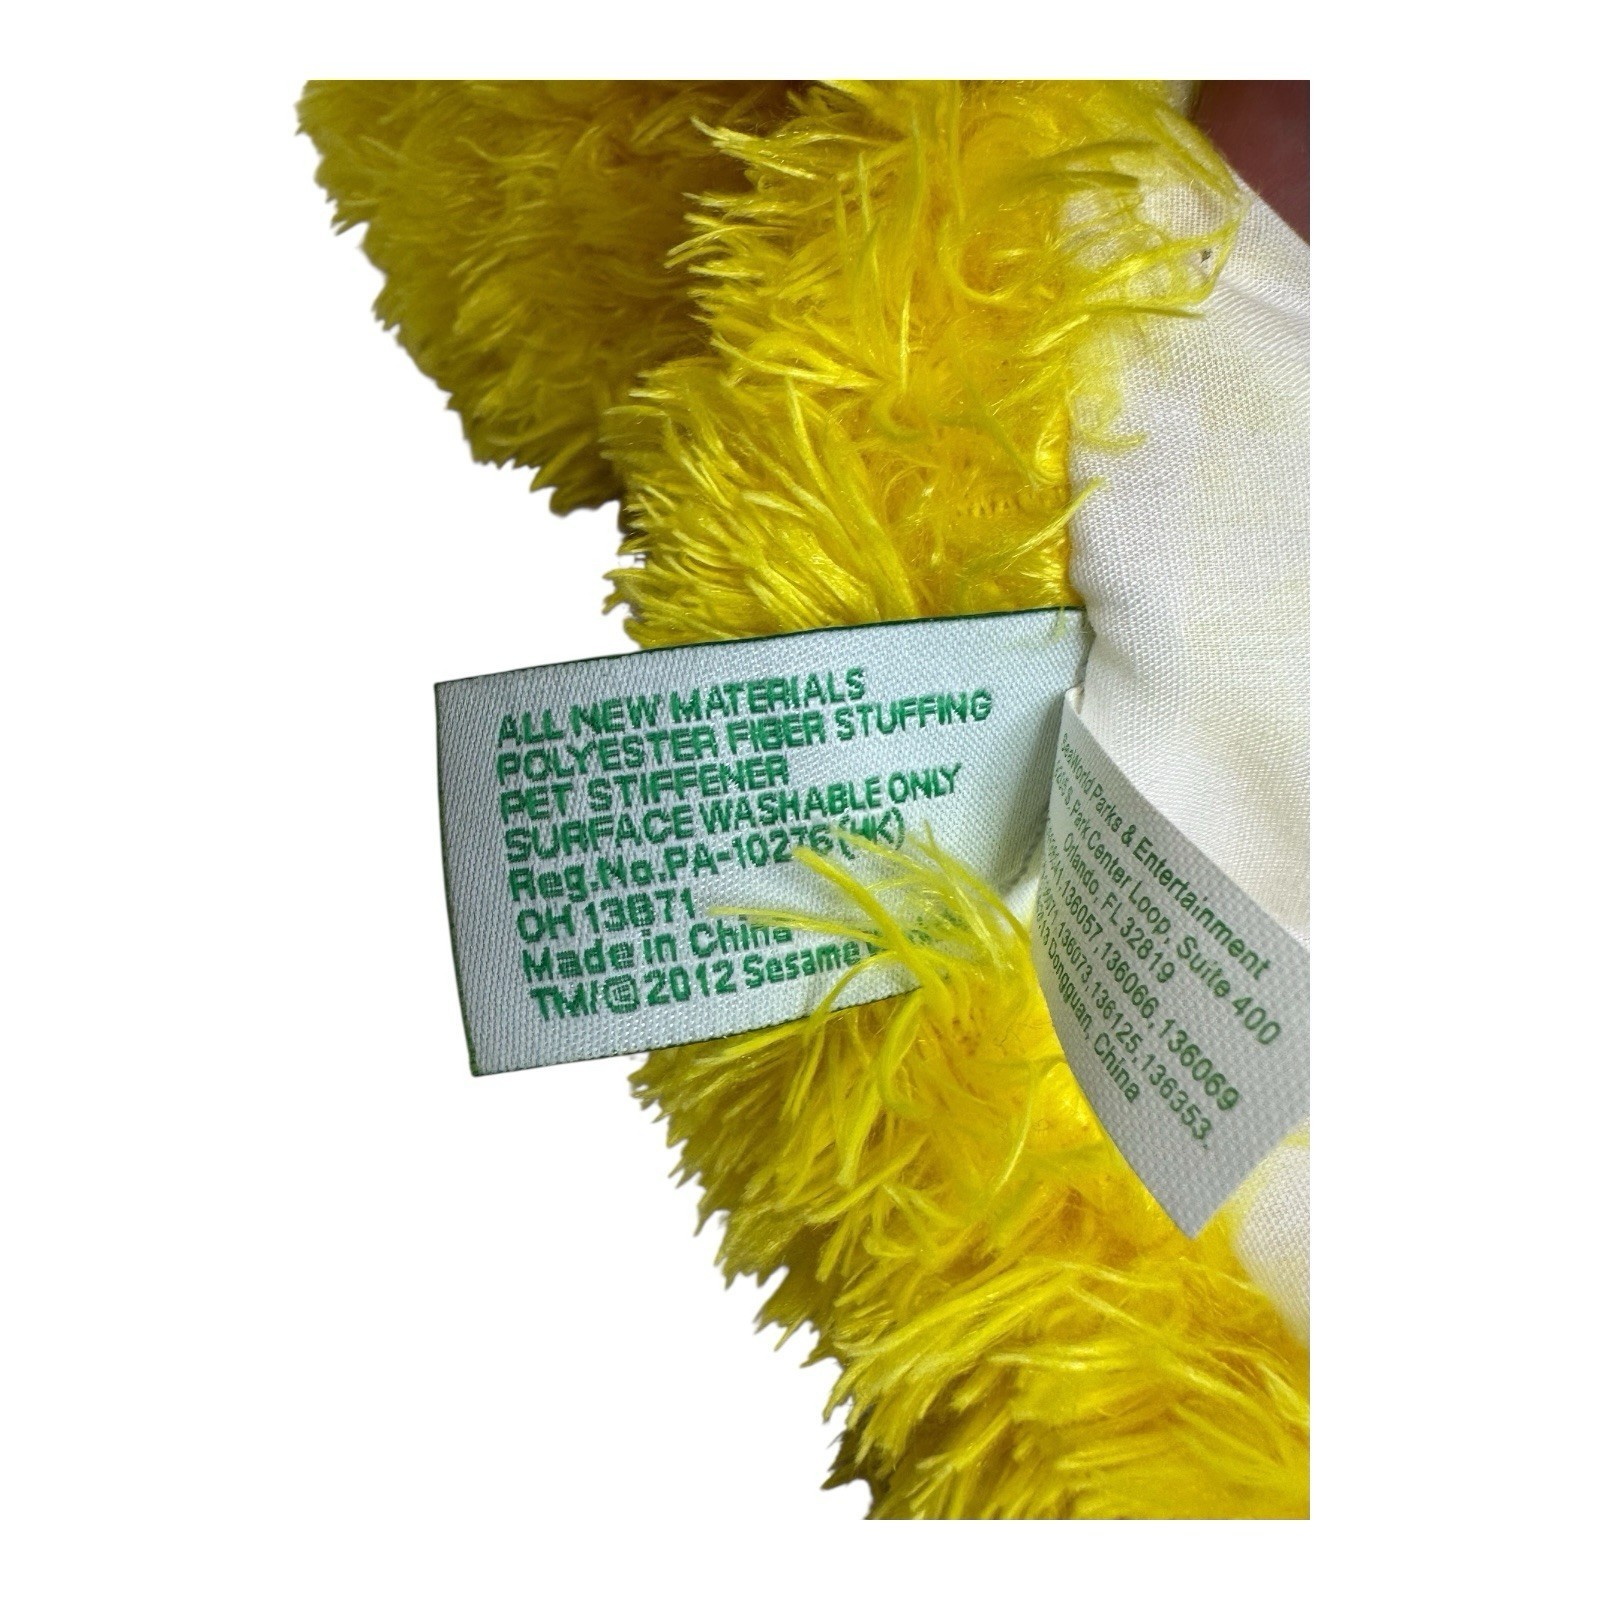 ALL NEW MATERIALS
POLYESTER FIBER STUFFING
PET STIFFENER
SURFACE WASHABLE ONLY
Reg.No.PA-10276(HK)
OH 13B71
Made in China
TM/© 2012 Sesame
SeaWorld Parks & Entertainment
S. Park Center Loop, Suite 400
Orlando, FL 32819
136057, 136066, 136069
136073, 136125, 136353.
Dongguan, China